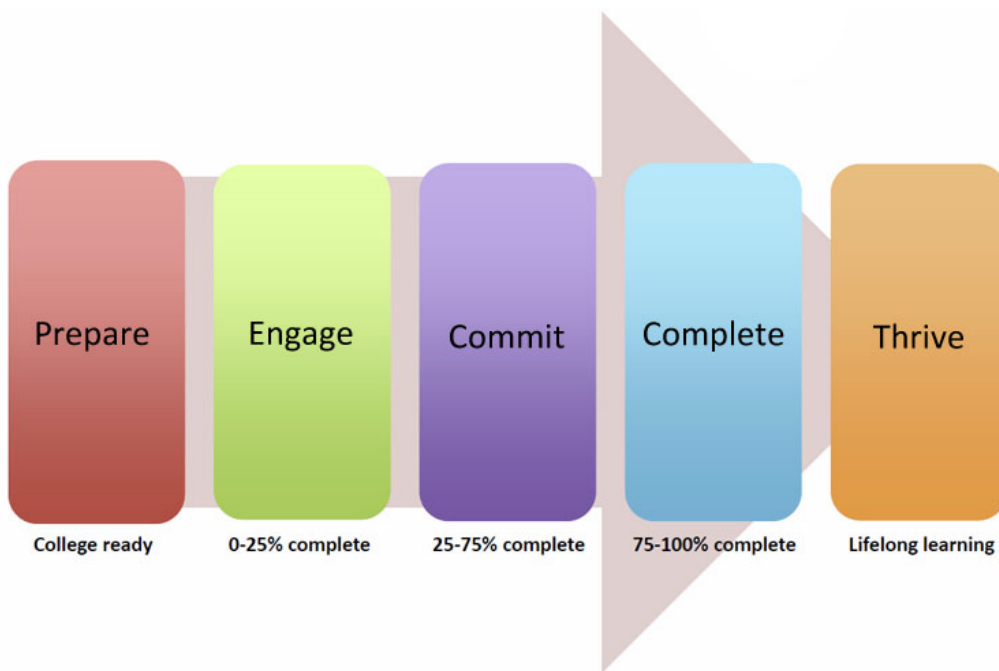 Prepare
Engage
Commit
Complete
Thrive
College ready
0-25% complete
25-75% complete
75-100% complete
Lifelong learning